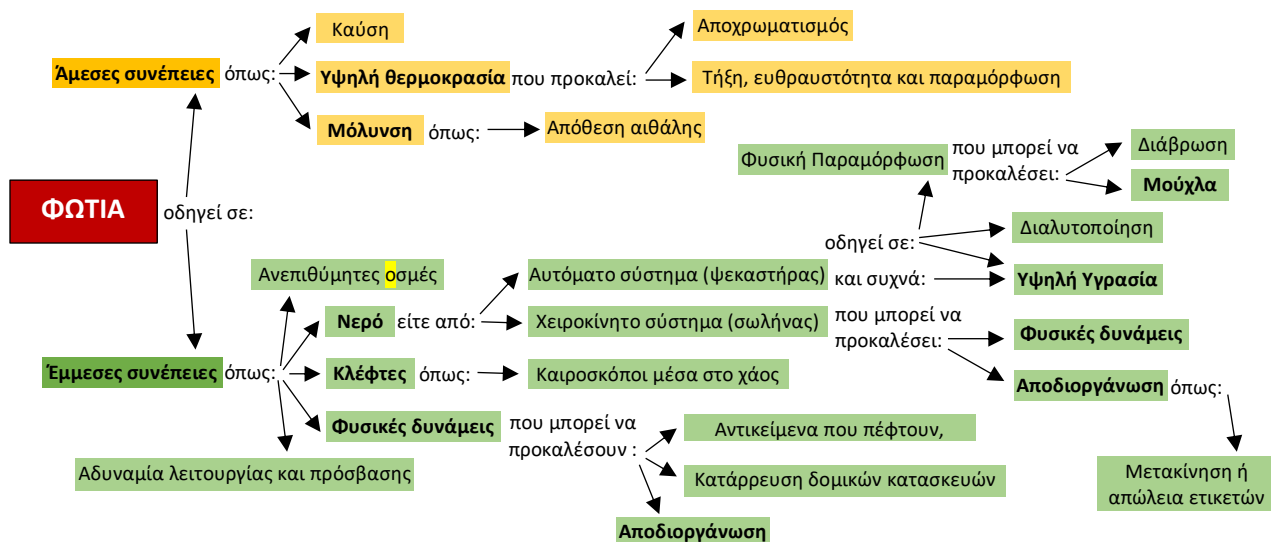 Άμεσες συνέπειες όπως:
Καύση
Υψηλή θερμοκρασία που προκαλεί:
Αποχρωματισμός
Τήξη, ευθραυστότητα και παραμόρφωση
Μόλυνση όπως:
Απόθεση αιθάλης
ΦΩΤΙΑ
οδηγεί σε:
Έμμεσες συνέπειες όπως:
Ανεπιθύμητες οσμές
Νερό είτε από:
Αυτόματο σύστημα (ψεκαστήρας)
οδηγεί σε:
και συχνά:
Φυσική Παραμόρφωση
που μπορεί να
προκαλέσει:
Διάβρωση
Μούχλα
Διαλυτοποίηση
Υψηλή Υγρασία
Χειροκίνητο σύστημα (σωλήνας)
που μπορεί να
προκαλέσει:
Φυσικές δυνάμεις
Αποδιοργάνωση όπως:
Μετακίνηση ή
απώλεια ετικετών
Κλέφτες όπως:
Καιροσκόποι μέσα στο χάος
Φυσικές δυνάμεις
που μπορεί να
προκαλέσουν :
Αντικείμενα που πέφτουν,
Κατάρρευση δομικών κατασκευών
Αποδιοργάνωση
Αδυναμία λειτουργίας και πρόσβασης